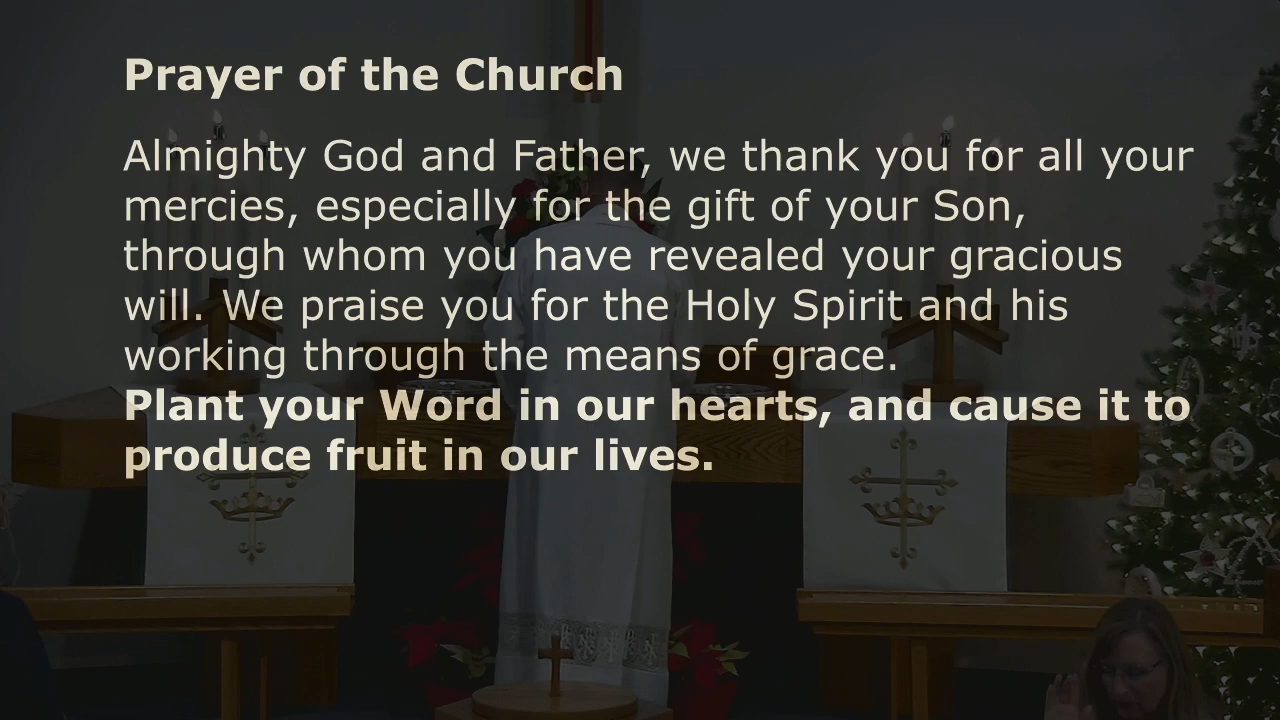 Prayer of the Church
Almighty God and Father, we thank you for all your
mercies, especially for the gift of your Son,
through whom you have revealed your gracious
will. We praise you for the Holy Spirit and his
working through the means of grace.
Plant your Word in our hearts, and cause it to
produce fruit in our lives.